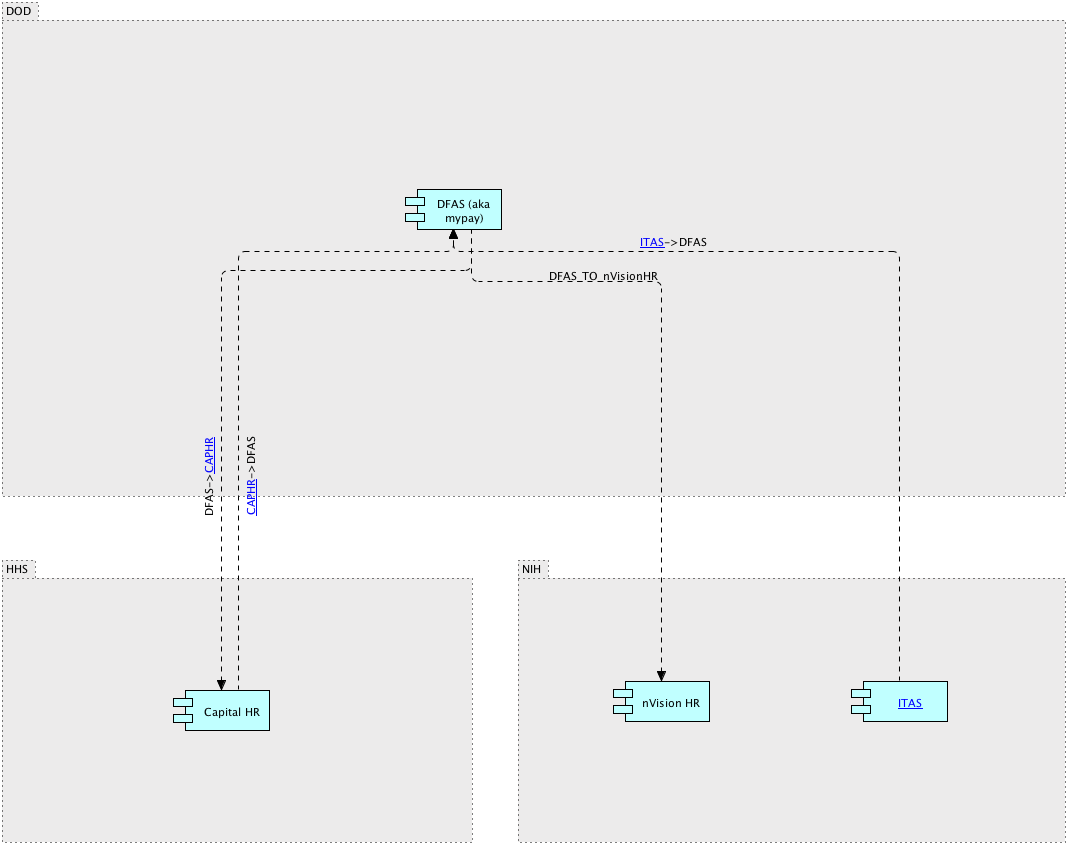 DOD
DFAS (aka
mypay)
ITAS->DFAS
DFAS_TO_nVisionHR
DFAS->CAPHR
CAPHR->DFAS
HHS
NIH
Capital HR
nVision HR
ITAS